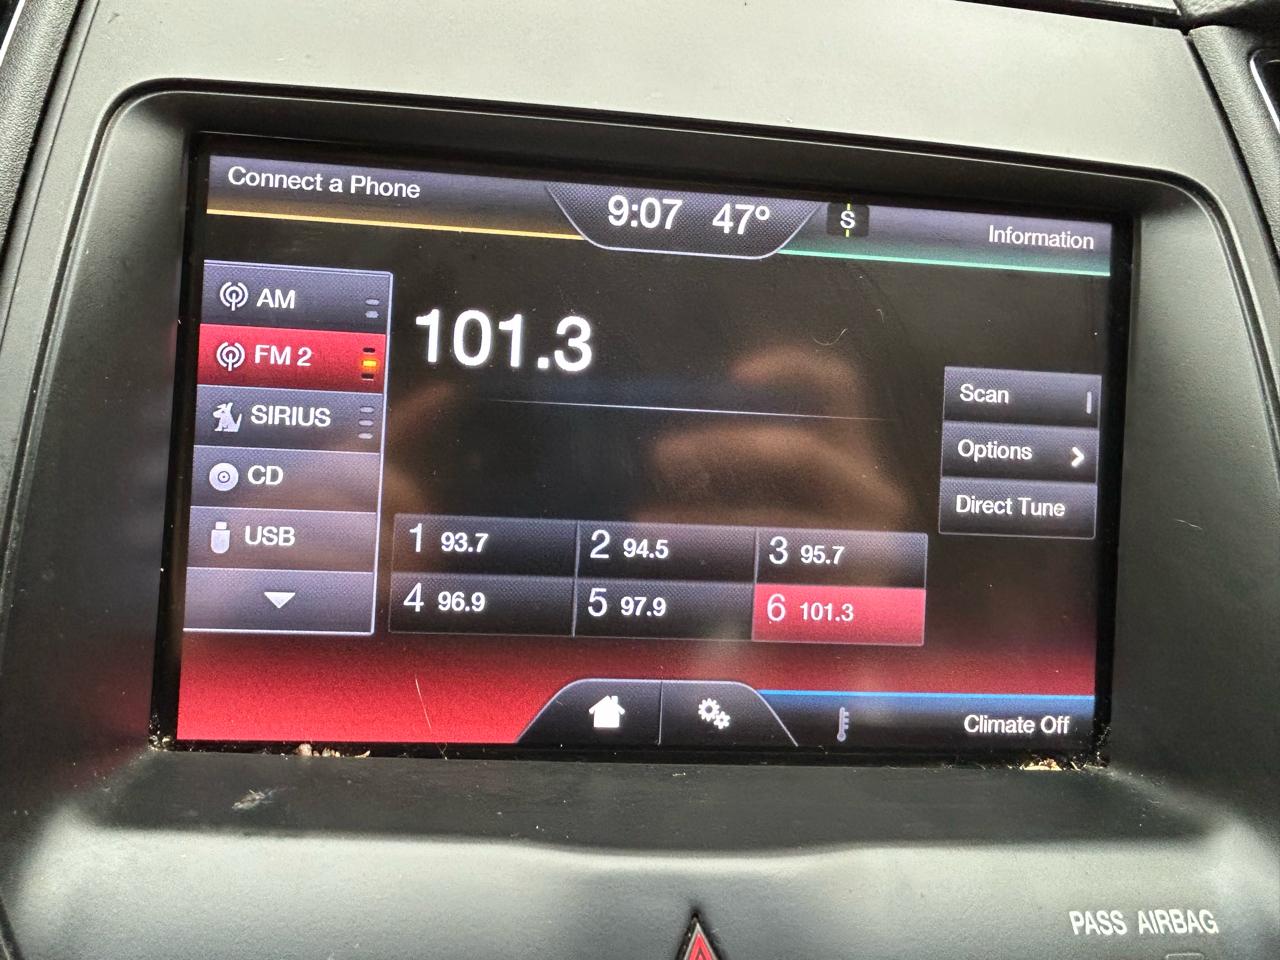 Connect a Phone
9:07 47°
S
Information
AM
FM 2
SIRIUS
CD
USB
101.3
Scan
Options
Direct Tune
1 93.7
2 94.5
3 95.7
4 96.9
5 97.9
6 101.3
Climate Off
PASS AIRBAG